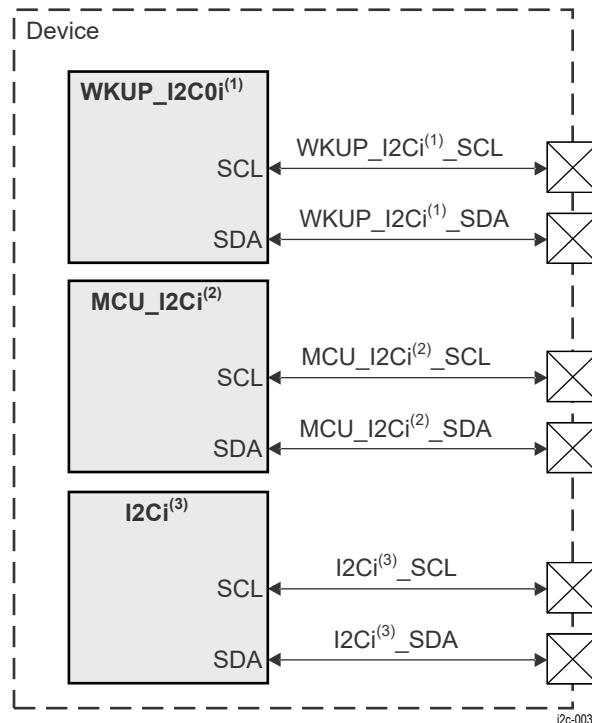 Device
WKUP_I2C0i(1)
SCL
WKUP_I2Ci(1)_SCL
SDA
WKUP_I2Ci(1)_SDA
MCU_I2Ci(2)
SCL
MCU_I2Ci(2)_SCL
SDA
MCU_I2Ci(2)_SDA
I2Ci(3)
SCL
I2Ci(3)_SCL
SDA
I2Ci(3)_SDA
i2c-003